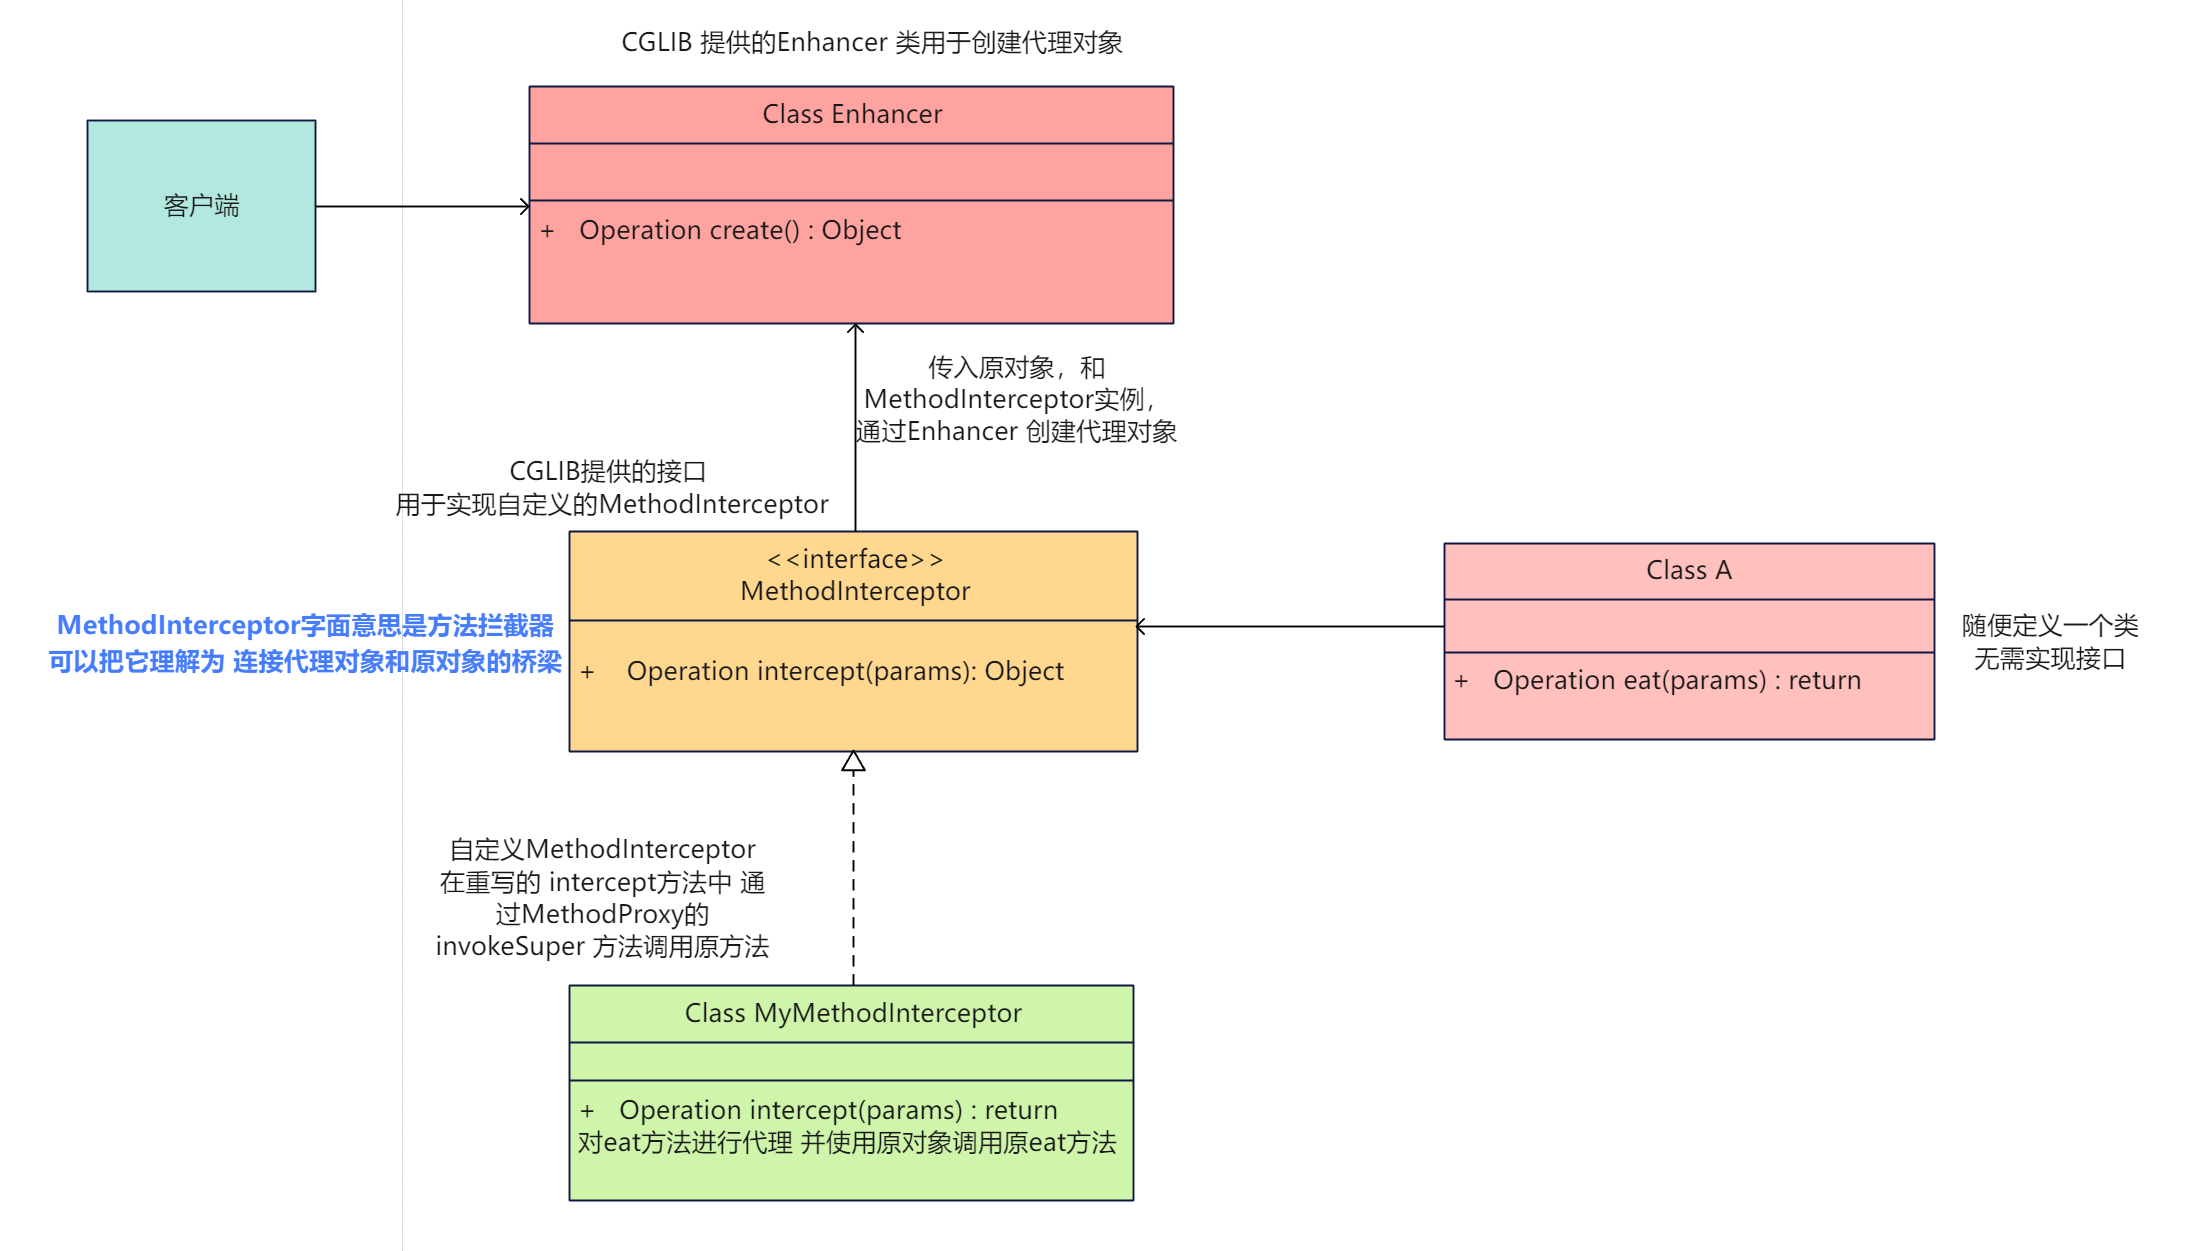 CGLIB 提供的Enhancer 类用于创建代理对象
Class Enhancer
客户端
+ Operation create() : Object
传入原对象，和
MethodInterceptor实例，
通过Enhancer 创建代理对象
CGLIB提供的接口
用于实现自定义的MethodInterceptor
<<interface>>
MethodInterceptor
Class A
MethodInterceptor字面意思是方法拦截器
可以把它理解为 连接代理对象和原对象的桥梁
+ Operation intercept(params): Object
+ Operation eat(params) : return
随便定义一个类
无需实现接口
自定义MethodInterceptor
在重写的 intercept方法中 通
过MethodProxy的
invokeSuper 方法调用原方法
Class MyMethodInterceptor
+ Operation intercept(params) : return
对eat方法进行代理 并使用原对象调用原eat方法